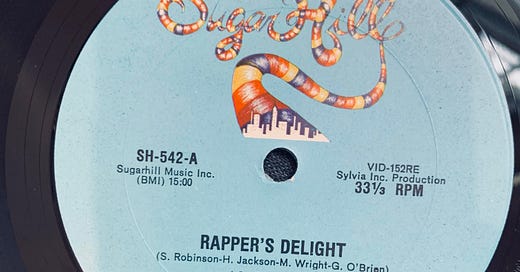 Sugar Hill
SH-542-A
Sugarhill Music Inc.
(BMI) 15:00
VID-152RE
Sylvia Inc. Production
33⅓ RPM
RAPPER'S DELIGHT
(S. Robinson-H. Jackson-M. Wright-G. O'Brian)